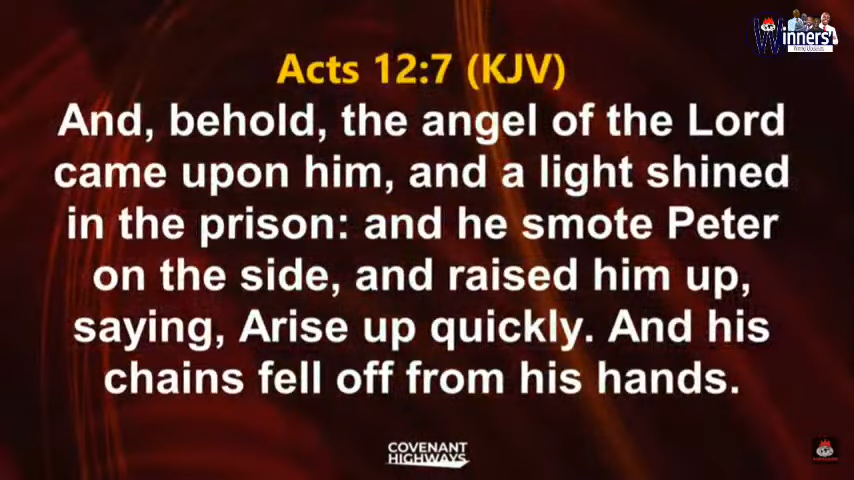 Winners'
Acts 12:7 (KJV)
And, behold, the angel of the Lord
came upon him, and a light shined
in the prison: and he smote Peter
on the side, and raised him up,
saying, Arise up quickly. And his
chains fell off from his hands.
COVENANT
HIGHWAYS